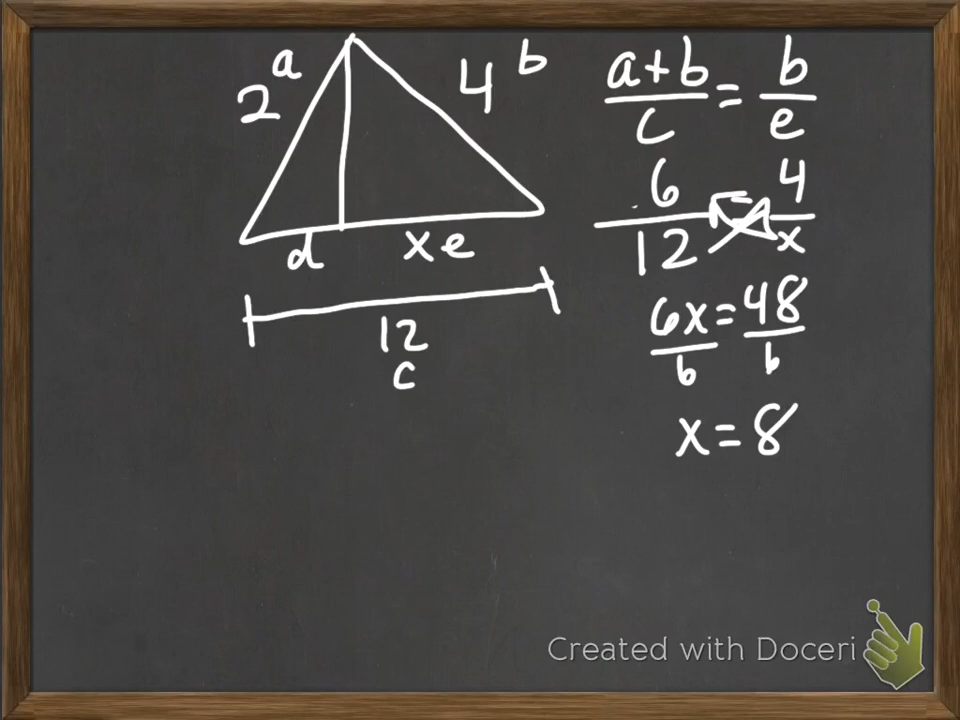 a
2
4 b
d
x e
12
c
a+b/c = b/e
6/12 4/x
6x/6 = 48/6
x=8
Created with Doceri